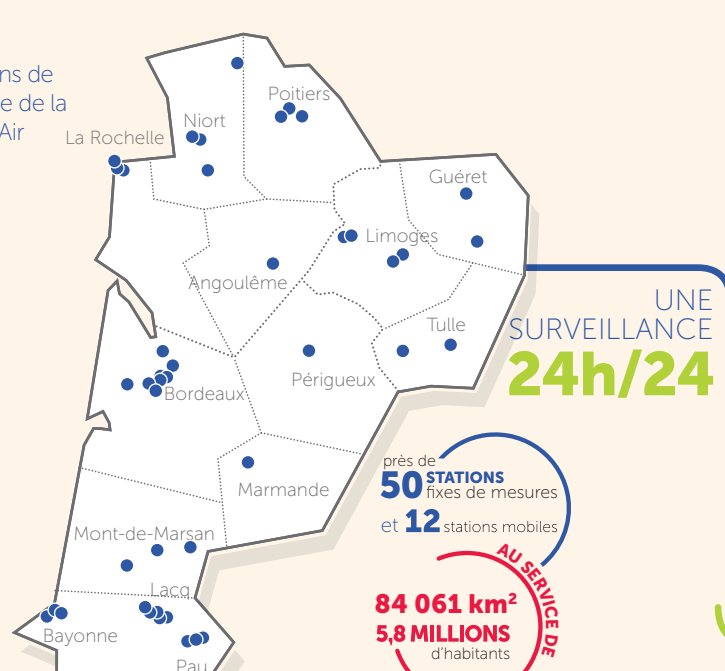 ns de
e de la
Air
Poitiers
Niort
La Rochelle
Guéret
Limoges
Angoulême
Tulle
Périgueux
Bordeaux
Marmande
Mont-de-Marsan
Lacq
Bayonne
Pau
UNE
SURVEILLANCE
24h/24
près de
50 STATIONS
fixes de mesures
et 12 stations mobiles
AU SERVICE DE
84 061 km²
5,8 MILLIONS
d'habitants